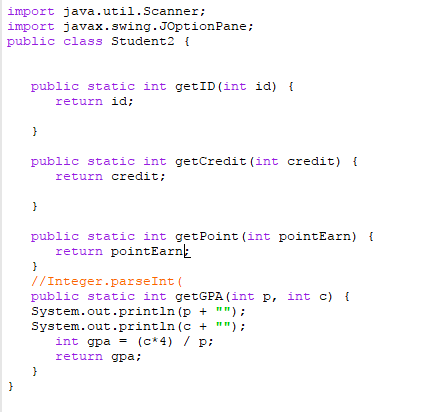 import java.util.Scanner;
import javax.swing.JOptionPane;
public class Student2 {
public static int getID(int id) {
return id;
}
public static int getCredit(int credit) {
return credit;
}
public static int getPoint(int pointEarn) {
return pointEarn;
}
//Integer.parseInt(
public static int getGPA(int p, int c) {
System.out.println(p + "");
System.out.println(c + "");
int gpa = (c*4) / p;
return gpa;
}
}